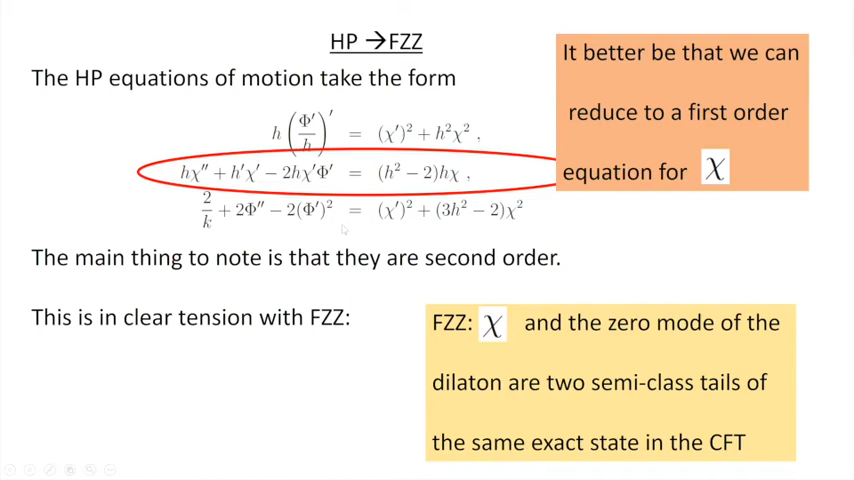 HP → FZZ
The HP equations of motion take the form
h (Φ′/h)′ = (χ′)² + h²χ² ,
hχ″ + h′χ′ − 2hχ′Φ′ = (h² − 2)hχ ,
2/k + 2Φ″ − 2(Φ′)² = (χ′)² + (3h² − 2)χ²
The main thing to note is that they are second order.
This is in clear tension with FZZ:
It better be that we can
reduce to a first order
equation for χ
FZZ: χ and the zero mode of the
dilaton are two semi-class tails of
the same exact state in the CFT